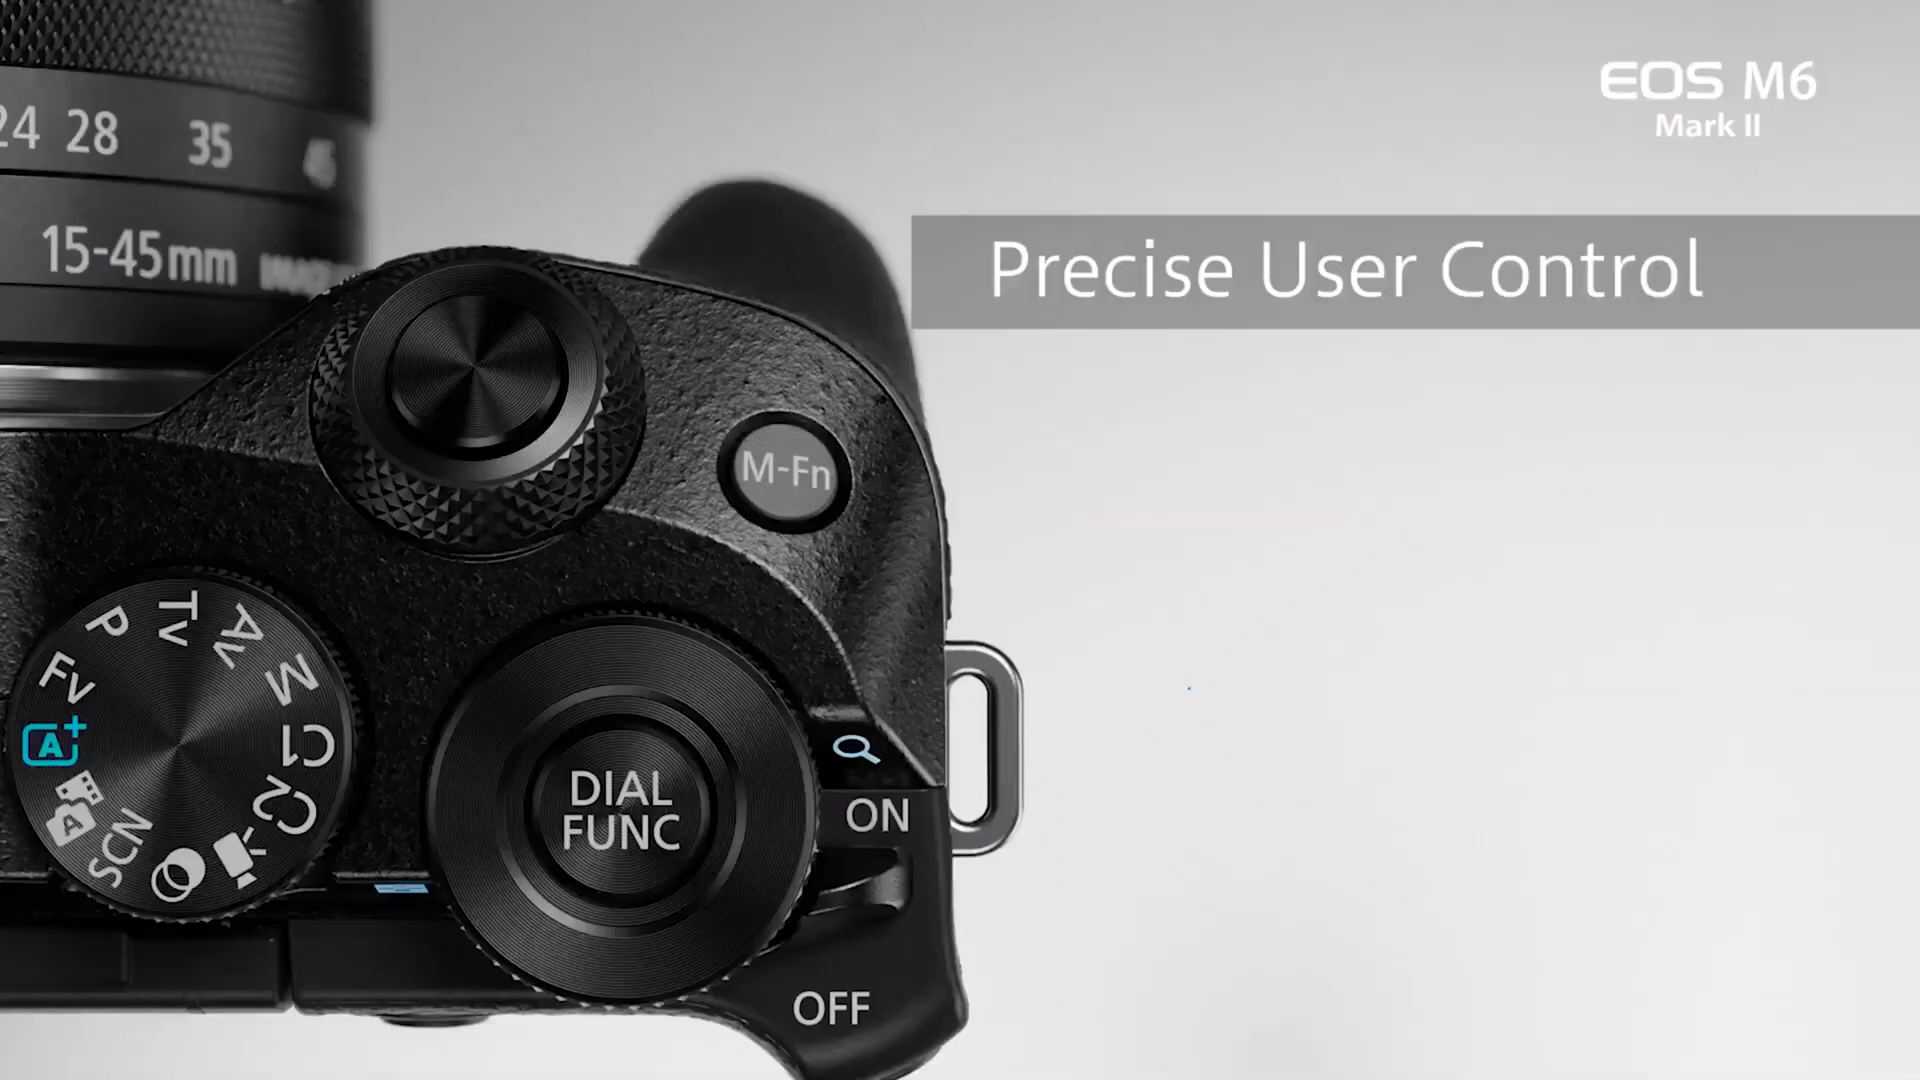 EOS M6
Mark II
Precise User Control
24 28 35 45
15-45mm
M-Fn
P
Tv
Av
M
Fv
C1
A+
C2
A
SCN
DIAL
FUNC
ON
OFF